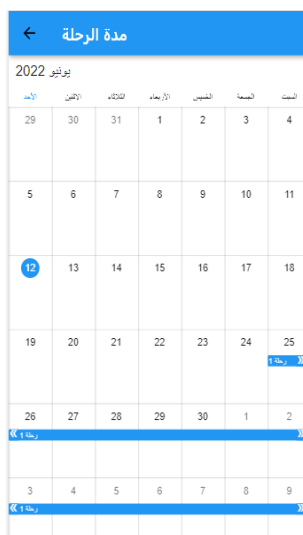 مدة الرحلة
يونيو 2022
الأحد الاثنين الثلاثاء الأربعاء الخميس الجمعة السبت
29 30 31 1 2 3 4
5 6 7 8 9 10 11
12 13 14 15 16 17 18
19 20 21 22 23 24 25
رحلة 1
26 27 28 29 30 1 2
رحلة 1
3 4 5 6 7 8 9
رحلة 1